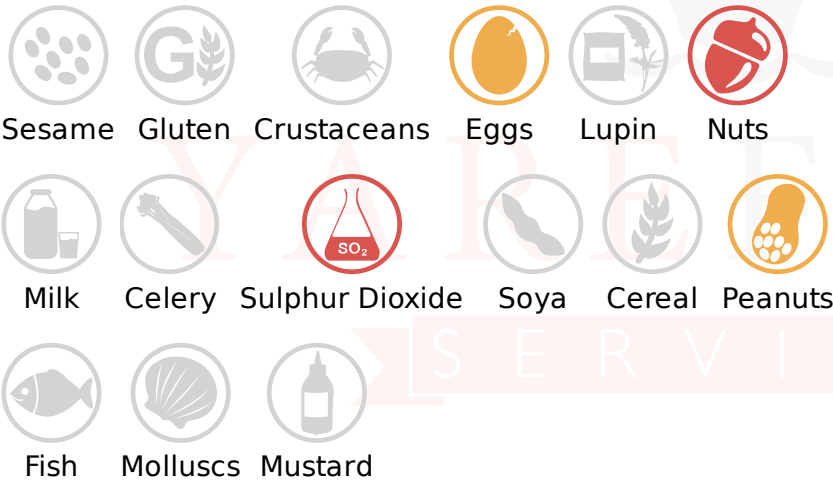 G
Sesame Gluten Crustaceans Eggs Lupin Nuts
SO₂
Milk Celery Sulphur Dioxide Soya Cereal Peanuts
S E R V I
Fish Molluscs Mustard